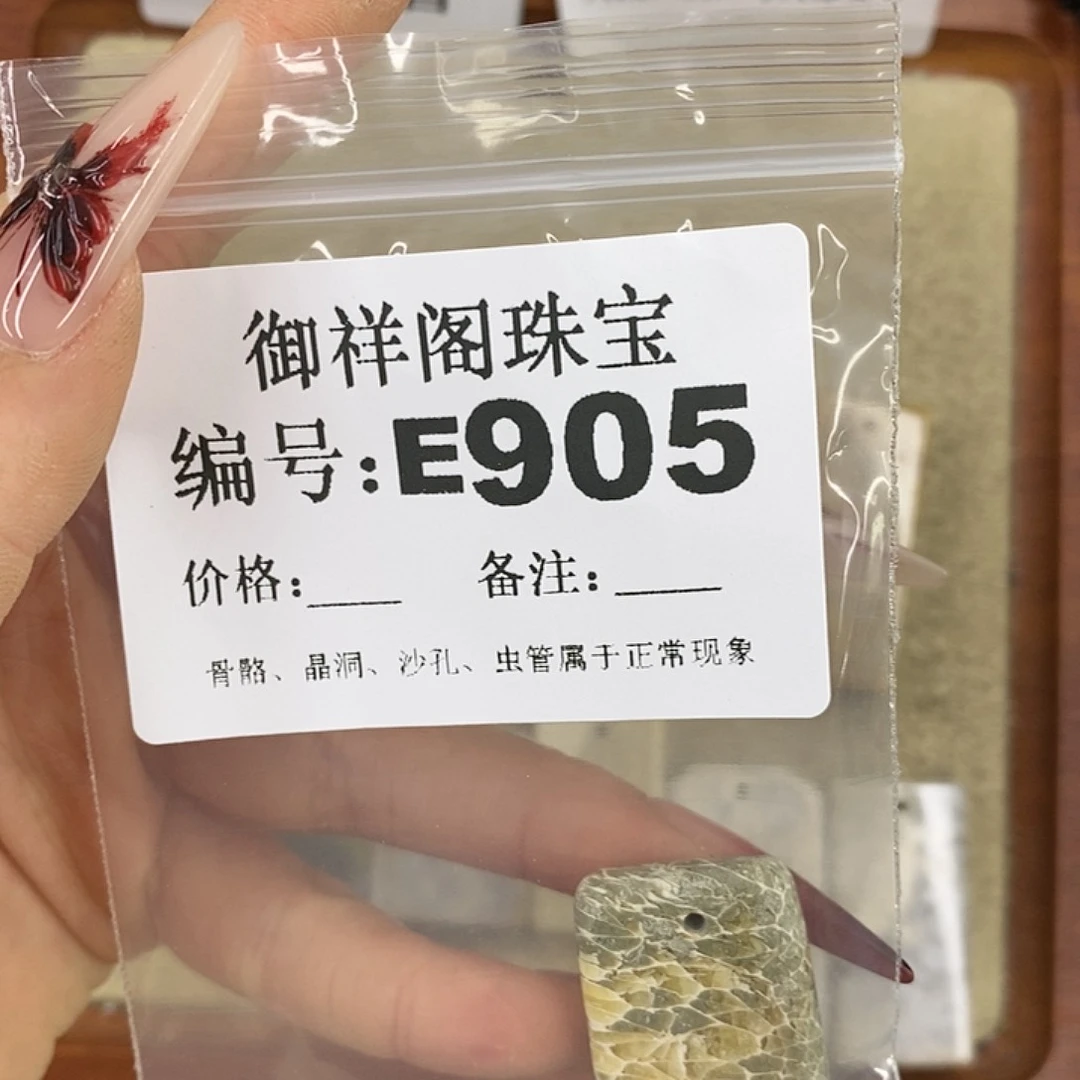 御祥阁珠宝
编号:E905
价格:___ 备注:____
骨骼、晶洞、沙孔、虫管属于正常现象